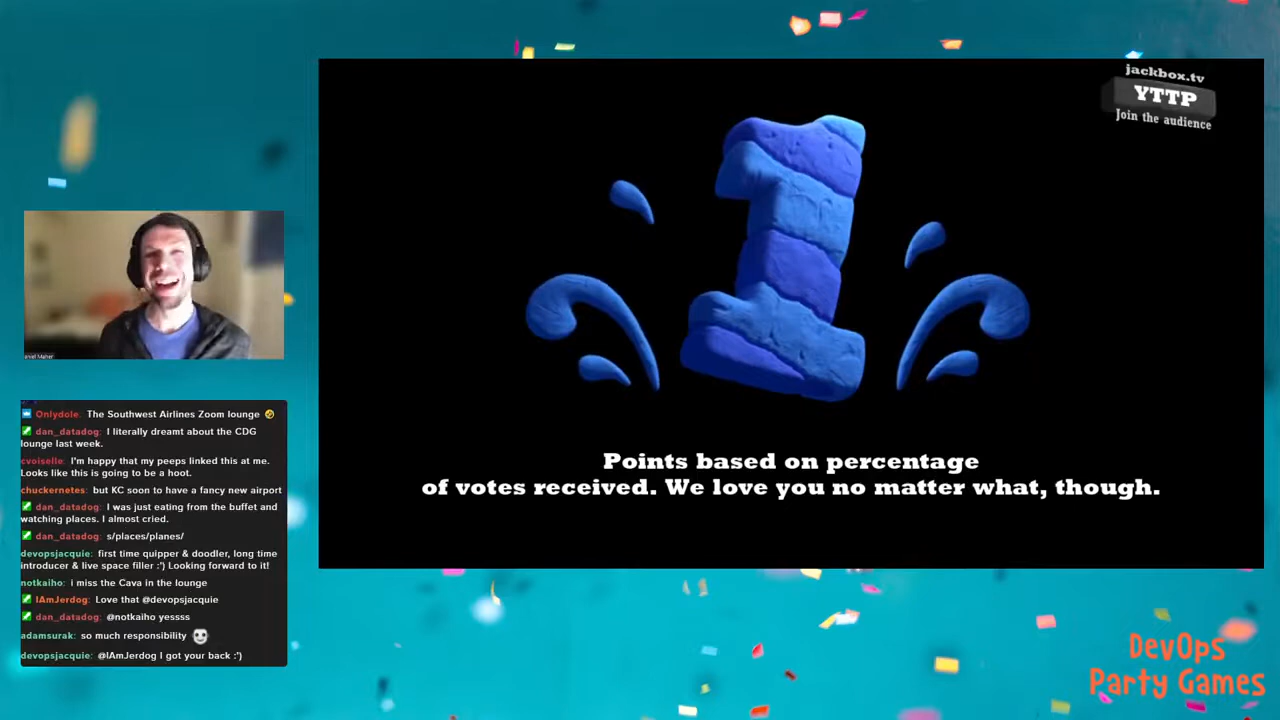 jackbox.tv
YTTP
Join the audience
1
Points based on percentage
of votes received. We love you no matter what, though.
Onlydole: The Southwest Airlines Zoom lounge 🤣
dan_datadog: I literally dreamt about the CDG
lounge last week.
cvoiselle: I'm happy that my peeps linked this at me.
Looks like this is going to be a hoot.
chuckernetes: but KC soon to have a fancy new airport
dan_datadog: I was just eating from the buffet and
watching places. I almost cried.
dan_datadog: s/places/planes/
devopsjacquie: first time quipper & doodler, long time
introducer & live space filler :') Looking forward to it!
notkaiho: i miss the Cava in the lounge
IAmJerdog: Love that @devopsjacquie
dan_datadog: @notkaiho yessss
adamsurak: so much responsibility
devopsjacquie: @IAmJerdog I got your back :')
DevOps
Party Games